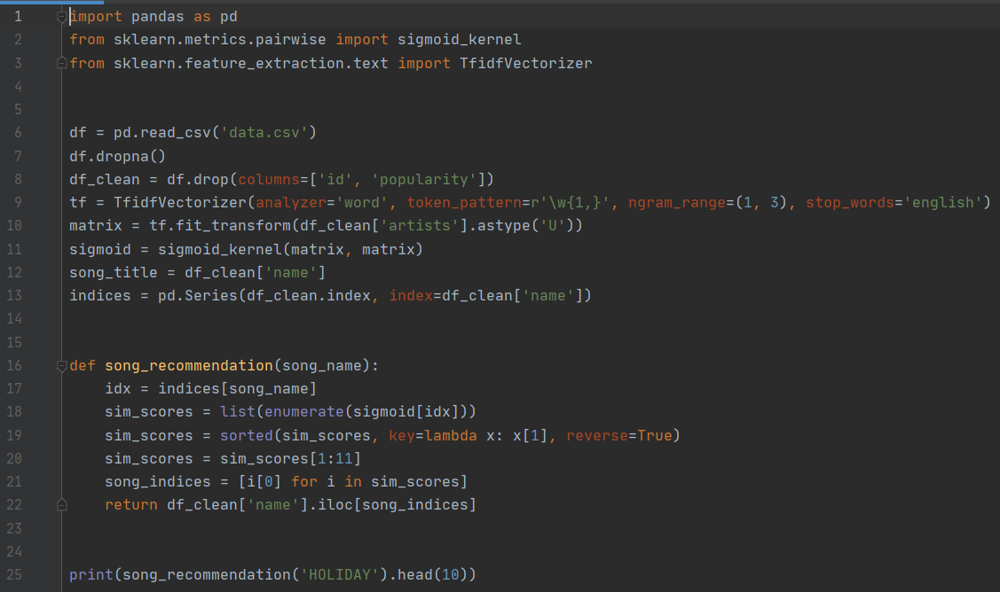 1 import pandas as pd
2 from sklearn.metrics.pairwise import sigmoid_kernel
3 from sklearn.feature_extraction.text import TfidfVectorizer
4
5
6 df = pd.read_csv('data.csv')
7 df.dropna()
8 df_clean = df.drop(columns=['id', 'popularity'])
9 tf = TfidfVectorizer(analyzer='word', token_pattern=r'\w{1,}', ngram_range=(1, 3), stop_words='english')
10 matrix = tf.fit_transform(df_clean['artists'].astype('U'))
11 sigmoid = sigmoid_kernel(matrix, matrix)
12 song_title = df_clean['name']
13 indices = pd.Series(df_clean.index, index=df_clean['name'])
14
15
16 def song_recommendation(song_name):
17     idx = indices[song_name]
18     sim_scores = list(enumerate(sigmoid[idx]))
19     sim_scores = sorted(sim_scores, key=lambda x: x[1], reverse=True)
20     sim_scores = sim_scores[1:11]
21     song_indices = [i[0] for i in sim_scores]
22     return df_clean['name'].iloc[song_indices]
23
24
25 print(song_recommendation('HOLIDAY').head(10))